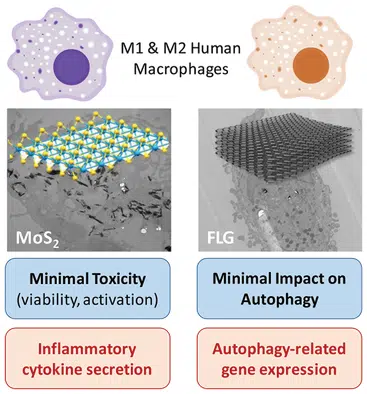 M1 & M2 Human
Macrophages
MoS₂
FLG
Minimal Toxicity
(viability, activation)
Minimal Impact on
Autophagy
Inflammatory
cytokine secretion
Autophagy-related
gene expression